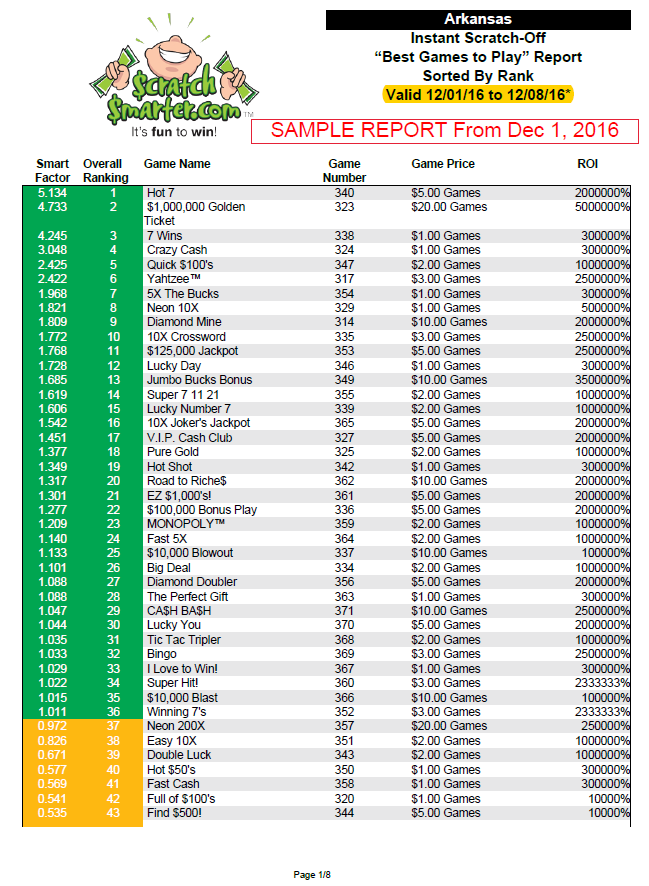 Arkansas
Instant Scratch-Off
“Best Games to Play” Report
Sorted By Rank
Valid 12/01/16 to 12/08/16*
Scratch
Smarter.com TM
It's fun to win!
SAMPLE REPORT From Dec 1, 2016
Smart Overall Game Name Game Game Price ROI
Factor Ranking Number
5.134 1 Hot 7 340 $5.00 Games 2000000%
4.733 2 $1,000,000 Golden 323 $20.00 Games 5000000%
Ticket
4.245 3 7 Wins 338 $1.00 Games 300000%
3.048 4 Crazy Cash 324 $1.00 Games 300000%
2.425 5 Quick $100's 347 $2.00 Games 1000000%
2.422 6 Yahtzee™ 317 $3.00 Games 2500000%
1.968 7 5X The Bucks 354 $1.00 Games 300000%
1.821 8 Neon 10X 329 $1.00 Games 500000%
1.809 9 Diamond Mine 314 $10.00 Games 2000000%
1.772 10 10X Crossword 335 $3.00 Games 2500000%
1.768 11 $125,000 Jackpot 353 $5.00 Games 2500000%
1.728 12 Lucky Day 346 $1.00 Games 300000%
1.685 13 Jumbo Bucks Bonus 349 $10.00 Games 3500000%
1.619 14 Super 7 11 21 355 $2.00 Games 1000000%
1.606 15 Lucky Number 7 339 $2.00 Games 1000000%
1.542 16 10X Joker's Jackpot 365 $5.00 Games 2000000%
1.451 17 V.I.P. Cash Club 327 $5.00 Games 2000000%
1.377 18 Pure Gold 325 $2.00 Games 1000000%
1.349 19 Hot Shot 342 $1.00 Games 300000%
1.317 20 Road to Riche$ 362 $10.00 Games 2000000%
1.301 21 EZ $1,000's! 361 $5.00 Games 2000000%
1.277 22 $100,000 Bonus Play 336 $5.00 Games 2000000%
1.209 23 MONOPOLY™ 359 $2.00 Games 1000000%
1.140 24 Fast 5X 364 $2.00 Games 1000000%
1.133 25 $10,000 Blowout 337 $10.00 Games 100000%
1.101 26 Big Deal 334 $2.00 Games 1000000%
1.088 27 Diamond Doubler 356 $5.00 Games 2000000%
1.088 28 The Perfect Gift 363 $1.00 Games 300000%
1.047 29 CA$H BA$H 371 $10.00 Games 2500000%
1.044 30 Lucky You 370 $5.00 Games 2000000%
1.035 31 Tic Tac Tripler 368 $2.00 Games 1000000%
1.033 32 Bingo 369 $3.00 Games 2500000%
1.029 33 I Love to Win! 367 $1.00 Games 300000%
1.022 34 Super Hit! 360 $3.00 Games 2333333%
1.015 35 $10,000 Blast 366 $10.00 Games 100000%
1.011 36 Winning 7's 352 $3.00 Games 2333333%
0.972 37 Neon 200X 357 $20.00 Games 250000%
0.826 38 Easy 10X 351 $2.00 Games 1000000%
0.671 39 Double Luck 343 $2.00 Games 1000000%
0.577 40 Hot $50's 350 $1.00 Games 300000%
0.569 41 Fast Cash 358 $1.00 Games 300000%
0.541 42 Full of $100's 320 $1.00 Games 10000%
0.535 43 Find $500! 344 $5.00 Games 10000%
Page 1/8